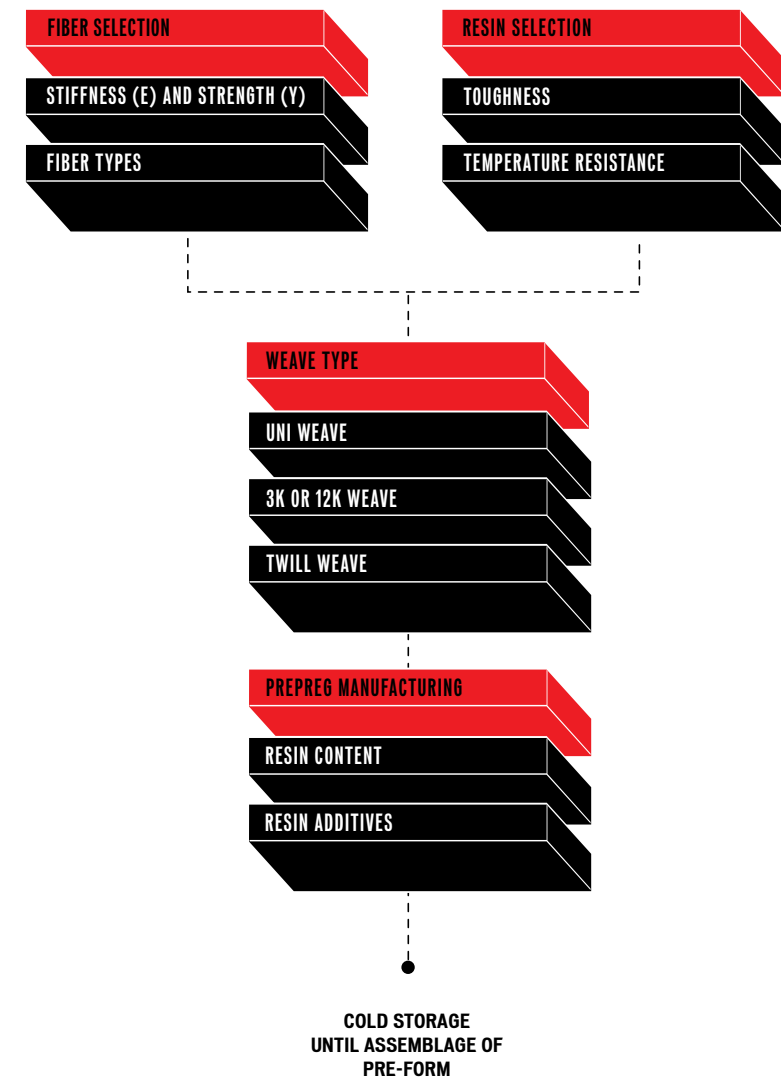 FIBER SELECTION
STIFFNESS (E) AND STRENGTH (Y)
FIBER TYPES
RESIN SELECTION
TOUGHNESS
TEMPERATURE RESISTANCE
WEAVE TYPE
UNI WEAVE
3K OR 12K WEAVE
TWILL WEAVE
PREPREG MANUFACTURING
RESIN CONTENT
RESIN ADDITIVES
COLD STORAGE
UNTIL ASSEMBLAGE OF
PRE-FORM